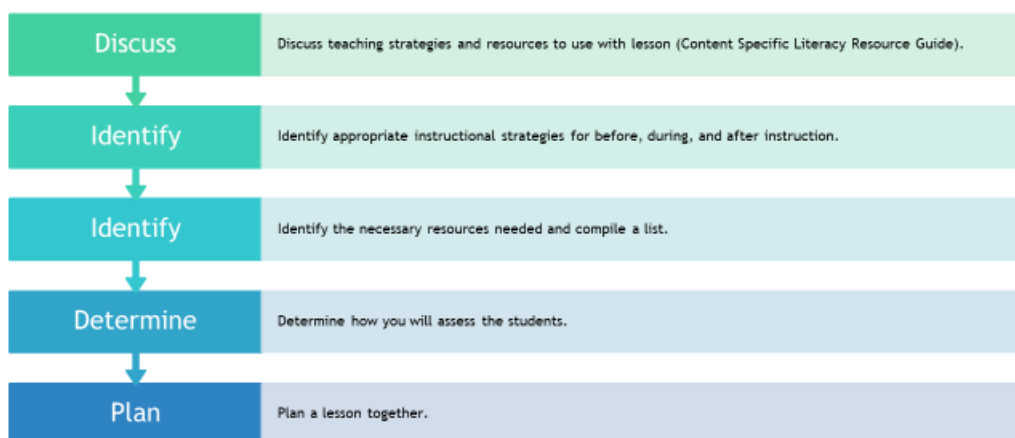 Discuss
Discuss teaching strategies and resources to use with lesson (Content Specific Literacy Resource Guide).
Identify
Identify appropriate instructional strategies for before, during, and after instruction.
Identify
Identify the necessary resources needed and compile a list.
Determine
Determine how you will assess the students.
Plan
Plan a lesson together.